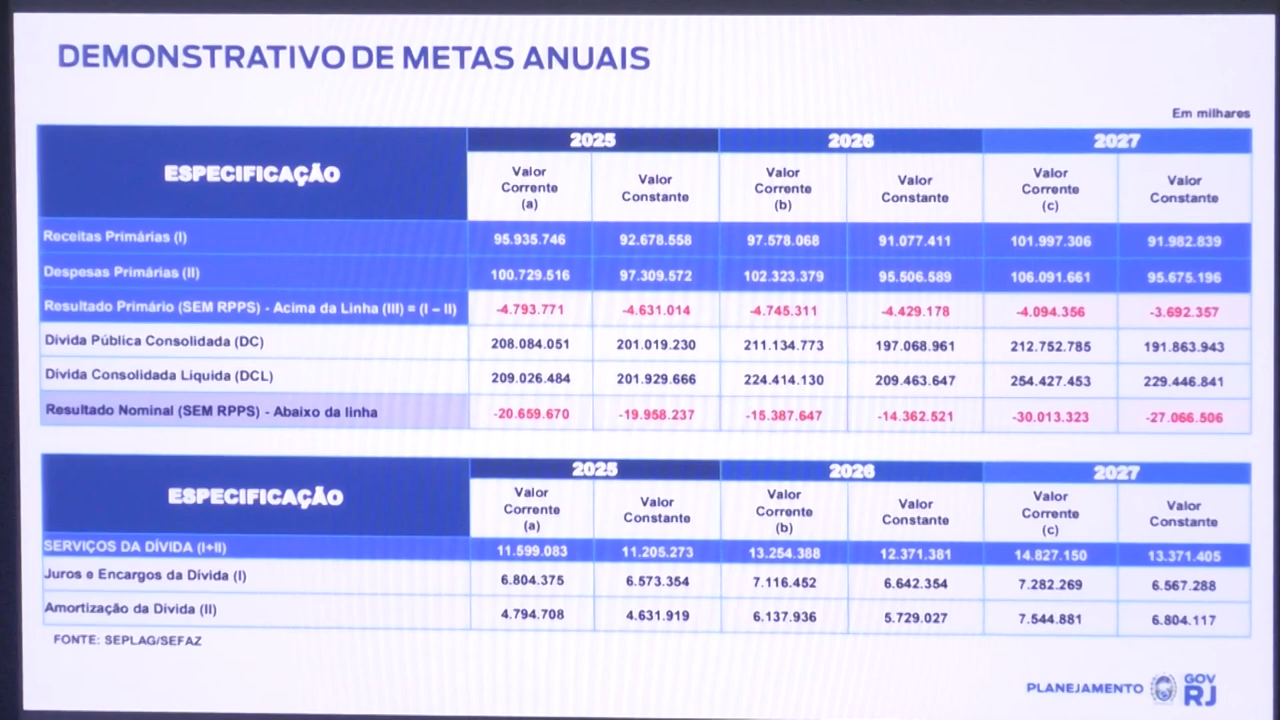 DEMONSTRATIVO DE METAS ANUAIS
Em milhares
ESPECIFICAÇÃO 2025 2026 2027
Valor Corrente (a) Valor Constante Valor Corrente (b) Valor Constante Valor Corrente (c) Valor Constante
Receitas Primárias (I) 95.935.746 92.678.558 97.578.068 91.077.411 101.997.306 91.982.839
Despesas Primárias (II) 100.729.516 97.309.572 102.323.379 95.506.589 106.091.661 95.675.196
Resultado Primário (SEM RPPS) - Acima da Linha (III) = (I – II) -4.793.771 -4.631.014 -4.745.311 -4.429.178 -4.094.356 -3.692.357
Dívida Pública Consolidada (DC) 208.084.051 201.019.230 211.134.773 197.068.961 212.752.785 191.863.943
Dívida Consolidada Líquida (DCL) 209.026.484 201.929.666 224.414.130 209.463.647 254.427.453 229.446.841
Resultado Nominal (SEM RPPS) - Abaixo da linha -20.659.670 -19.958.237 -15.387.647 -14.362.521 -30.013.323 -27.066.506
ESPECIFICAÇÃO 2025 2026 2027
Valor Corrente (a) Valor Constante Valor Corrente (b) Valor Constante Valor Corrente (c) Valor Constante
SERVIÇOS DA DÍVIDA (I+II) 11.599.083 11.205.273 13.254.388 12.371.381 14.827.150 13.371.405
Juros e Encargos da Dívida (I) 6.804.375 6.573.354 7.116.452 6.642.354 7.282.269 6.567.288
Amortização da Dívida (II) 4.794.708 4.631.919 6.137.936 5.729.027 7.544.881 6.804.117
FONTE: SEPLAG/SEFAZ
PLANEJAMENTO GOV RJ